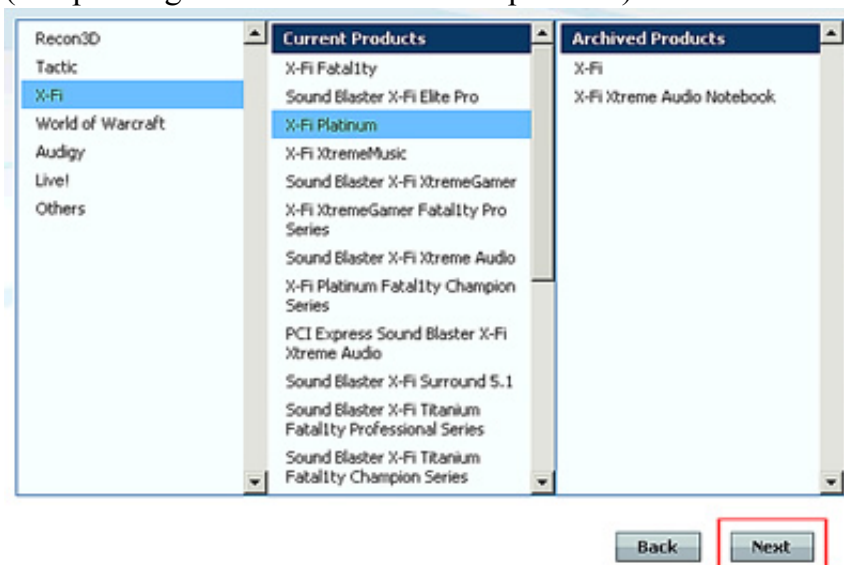 Recon3D
Tactic
X-Fi
World of Warcraft
Audigy
Live!
Others
Current Products
X-Fi Fatal1ty
Sound Blaster X-Fi Elite Pro
X-Fi Platinum
X-Fi XtremeMusic
Sound Blaster X-Fi XtremeGamer
X-Fi XtremeGamer Fatal1ty Pro
Series
Sound Blaster X-Fi Xtreme Audio
X-Fi Platinum Fatal1ty Champion
Series
PCI Express Sound Blaster X-Fi
Xtreme Audio
Sound Blaster X-Fi Surround 5.1
Sound Blaster X-Fi Titanium
Fatal1ty Professional Series
Sound Blaster X-Fi Titanium
Fatal1ty Champion Series
Archived Products
X-Fi
X-Fi Xtreme Audio Notebook
Back
Next